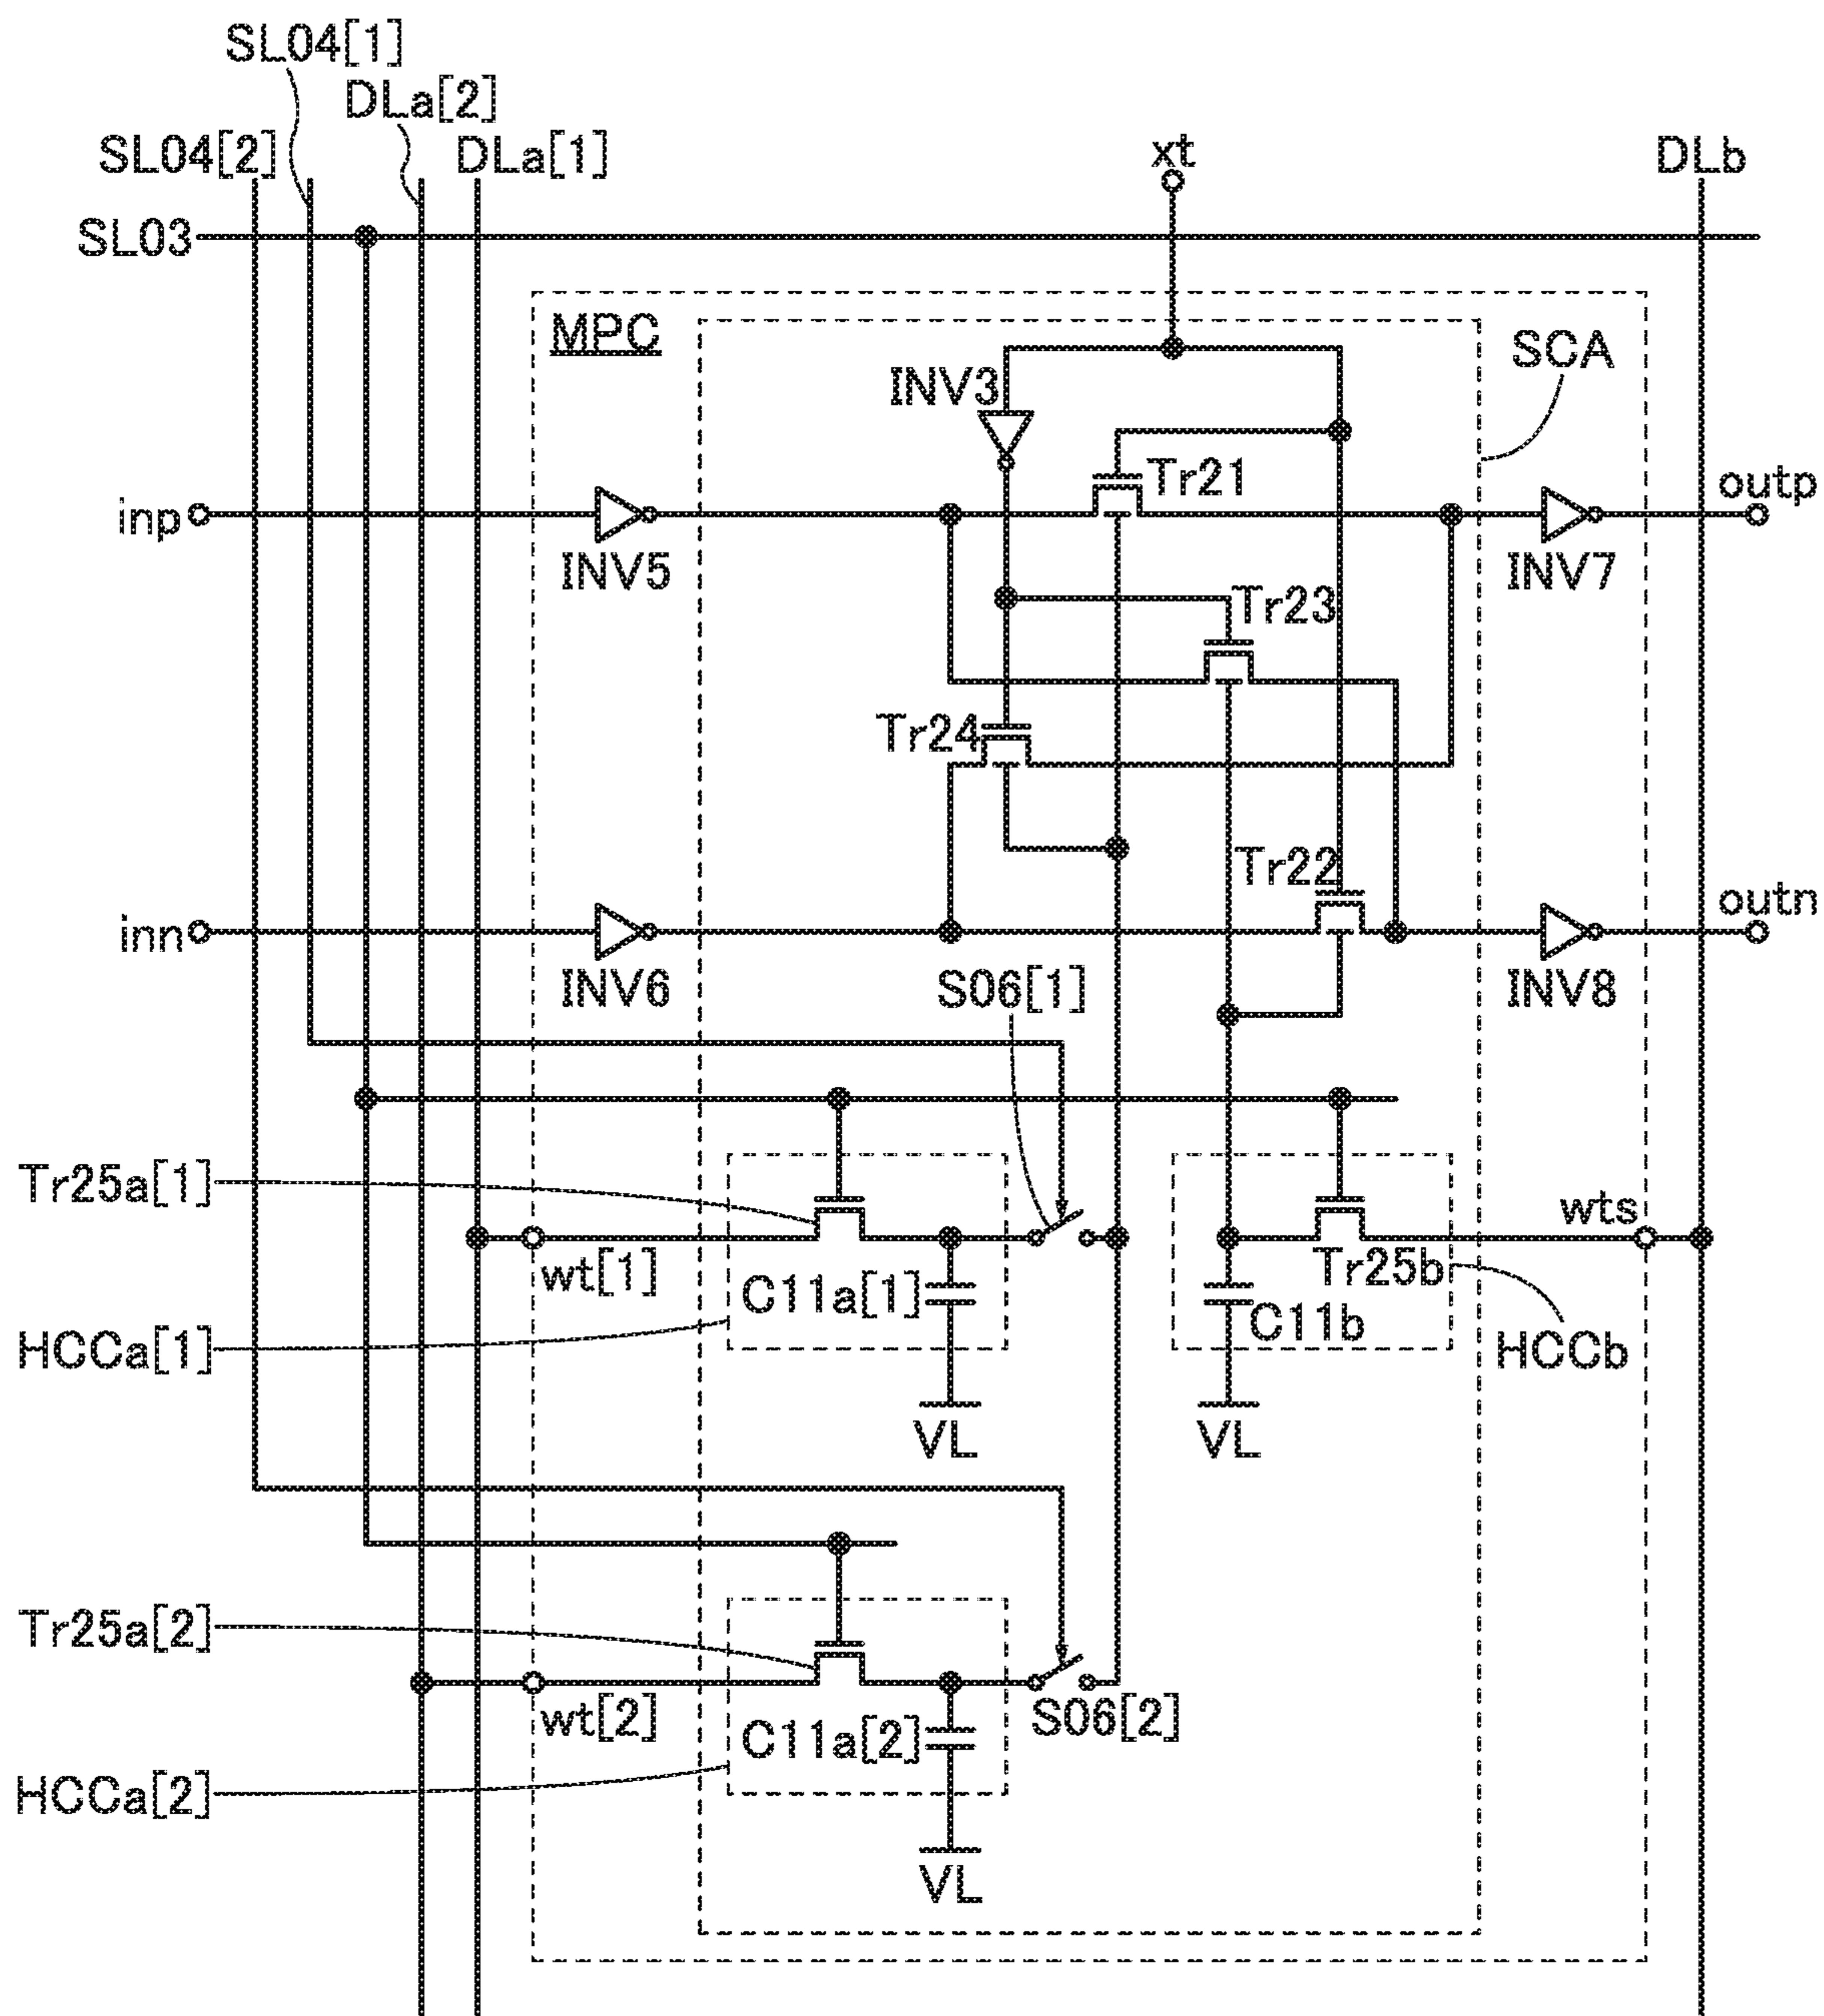 SL04[1]
DLa[2]
SL04[2]
DLa[1]
xt
DLb
SL03
MPC
SCA
INV3
Tr21
outp
inp
INV5
INV7
Tr23
Tr24
Tr22
outn
inn
INV6
S06[1]
INV8
Tr25a[1]
wts
wt[1]
C11a[1]
Tr25b
C11b
HCCa[1]
HCCb
VL
VL
Tr25a[2]
wt[2]
C11a[2]
S06[2]
HCCa[2]
VL